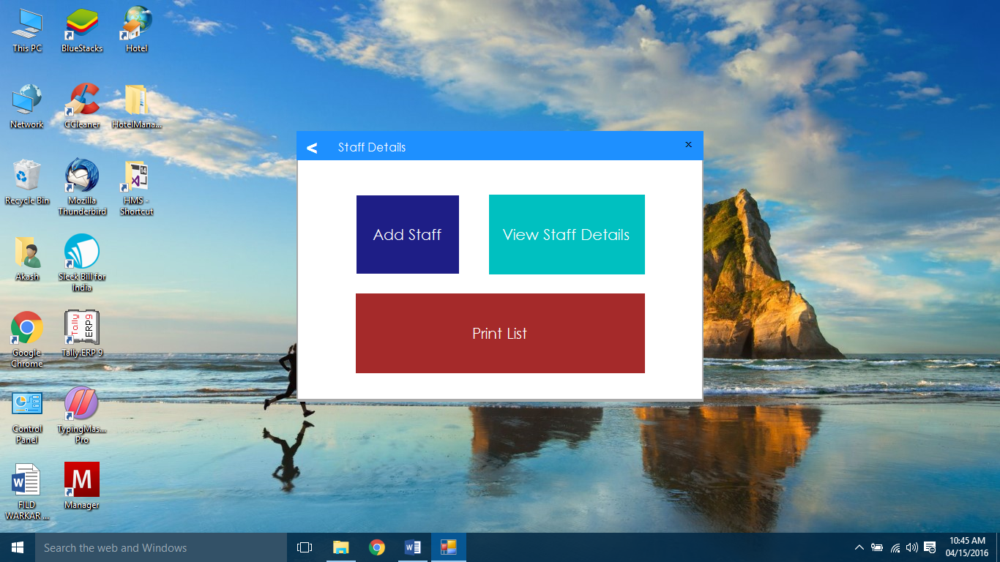 This PC
BlueStacks
Hotel
Network
CCleaner
HotelMana...
Recycle Bin
Mozilla
Thunderbird
14
HMS -
Shortcut
Akash
Sleek Bill for
India
Google
Chrome
Tally
ERP9
Tally.ERP 9
Control
Panel
TypingMas...
Pro
W
FILD
WARKAR ...
M
Manager
< Staff Details x
Add Staff
View Staff Details
Print List
Search the web and Windows
W
10:45 AM
04/15/2016